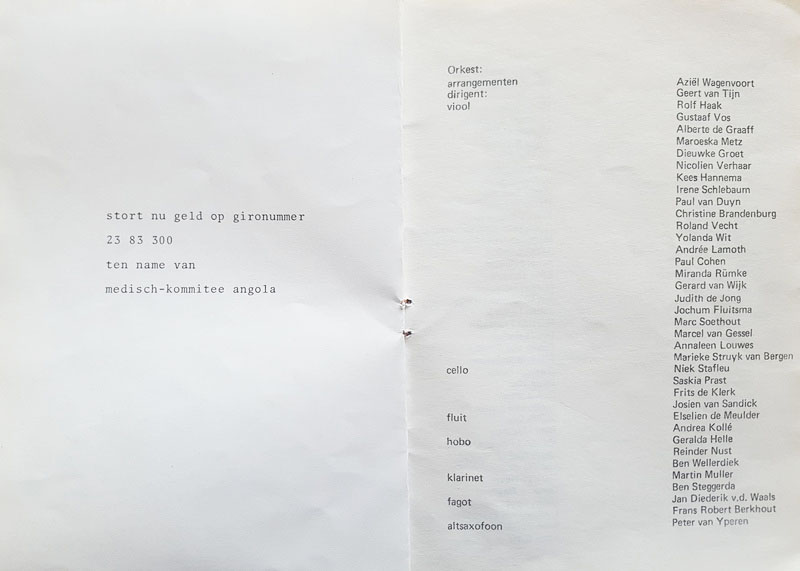 stort nu geld op gironummer
23 83 300
ten name van
medisch-kommitee angola
Orkest:
arrangementen Aziël Wagenvoort
dirigent: Geert van Tijn
viool Rolf Haak
Gustaaf Vos
Alberte de Graaff
Maroeska Metz
Dieuwke Groet
Nicolien Verhaar
Kees Hannema
Irene Schlebaum
Paul van Duyn
Christine Brandenburg
Roland Vecht
Yolanda Wit
Andrée Lamoth
Paul Cohen
Miranda Rümke
Gerard van Wijk
Judith de Jong
Jochum Fluitsma
Marc Soethout
Marcel van Gessel
Annaleen Louwes
Marieke Struyk van Bergen
cello Niek Stafleu
Saskia Prast
Frits de Klerk
Josien van Sandick
fluit Elselien de Meulder
Andrea Kollé
hobo Geralda Helle
Reinder Nust
Ben Wellerdiek
klarinet Martin Muller
Ben Steggerda
fagot Jan Diederik v.d. Waals
Frans Robert Berkhout
altsaxofoon Peter van Yperen